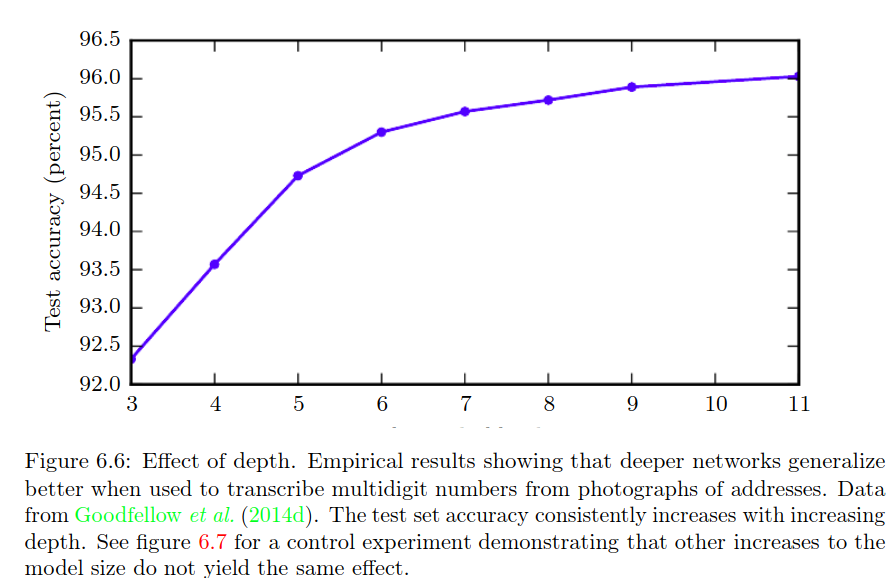 96.5
96.0
95.5
95.0
94.5
94.0
93.5
93.0
92.5
92.0
Test accuracy (percent)
3 4 5 6 7 8 9 10 11
Figure 6.6: Effect of depth. Empirical results showing that deeper networks generalize
better when used to transcribe multidigit numbers from photographs of addresses. Data
from Goodfellow et al. (2014d). The test set accuracy consistently increases with increasing
depth. See figure 6.7 for a control experiment demonstrating that other increases to the
model size do not yield the same effect.